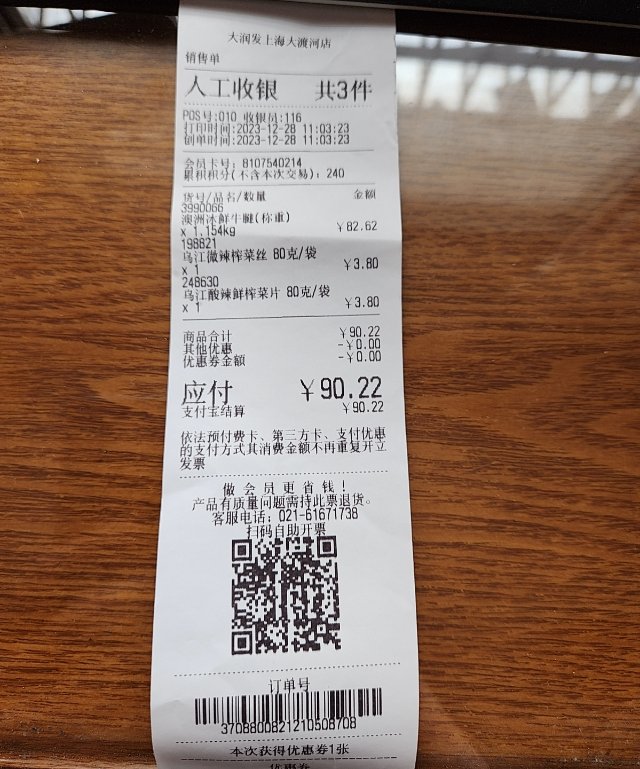 大润发上海大渡河店
销售单
人工收银 共3件
POS号:010 收银员:116
打印时间:2023-12-28 11:03:23
创单时间:2023-12-28 11:03:23
会员卡号: 8107540214
累积积分(不含本次交易): 240
货号/品名/数量 金额
3990066
澳洲冰鲜牛腱(称重)
x 1.154kg ￥82.62
198821
乌江微辣榨菜丝 80克/袋
x 1 ￥3.80
248630
乌江酸辣鲜榨菜片 80克/袋
x 1 ￥3.80
商品合计 ￥90.22
其他优惠 -￥0.00
优惠券金额 -￥0.00
应付 ￥90.22
支付宝结算 ￥90.22
依法预付费卡、第三方卡、支付优惠
的支付方式其消费金额不再重复开立
发票
做会员更省钱!
产品有质量问题需持此票退货。
客服电话: 021-61671738
扫码自助开票
订单号
3708800821210508708
本次获得优惠券1张
优惠券